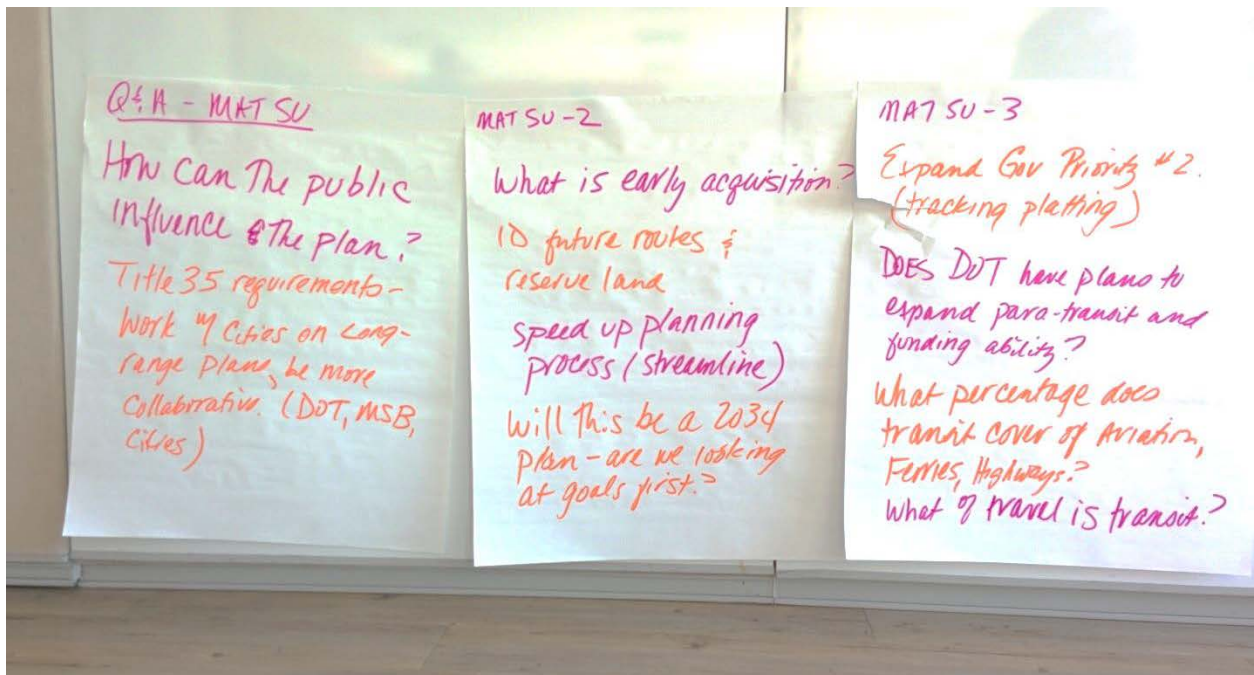 Q&A - MAT SU
How can The public
influence The plan?
Title 35 requirements-
Work w/ Cities on Long-
range plans, be more
Collaborative. (DOT, MSB,
Cities)
MAT SU-2
What is early acquisition?
ID future routes &
reserve land
speed up planning
process (streamline)
Will this be a 2034
plan-are we looking
at goals first?
MAT SU-3
Expand Gov Priority #2.
(tracking platting)
DOES DOT have plans to
expand para-transit and
funding ability?
What percentage does
transit cover of Aviation,
Ferries, Highways?
What % travel is transit?